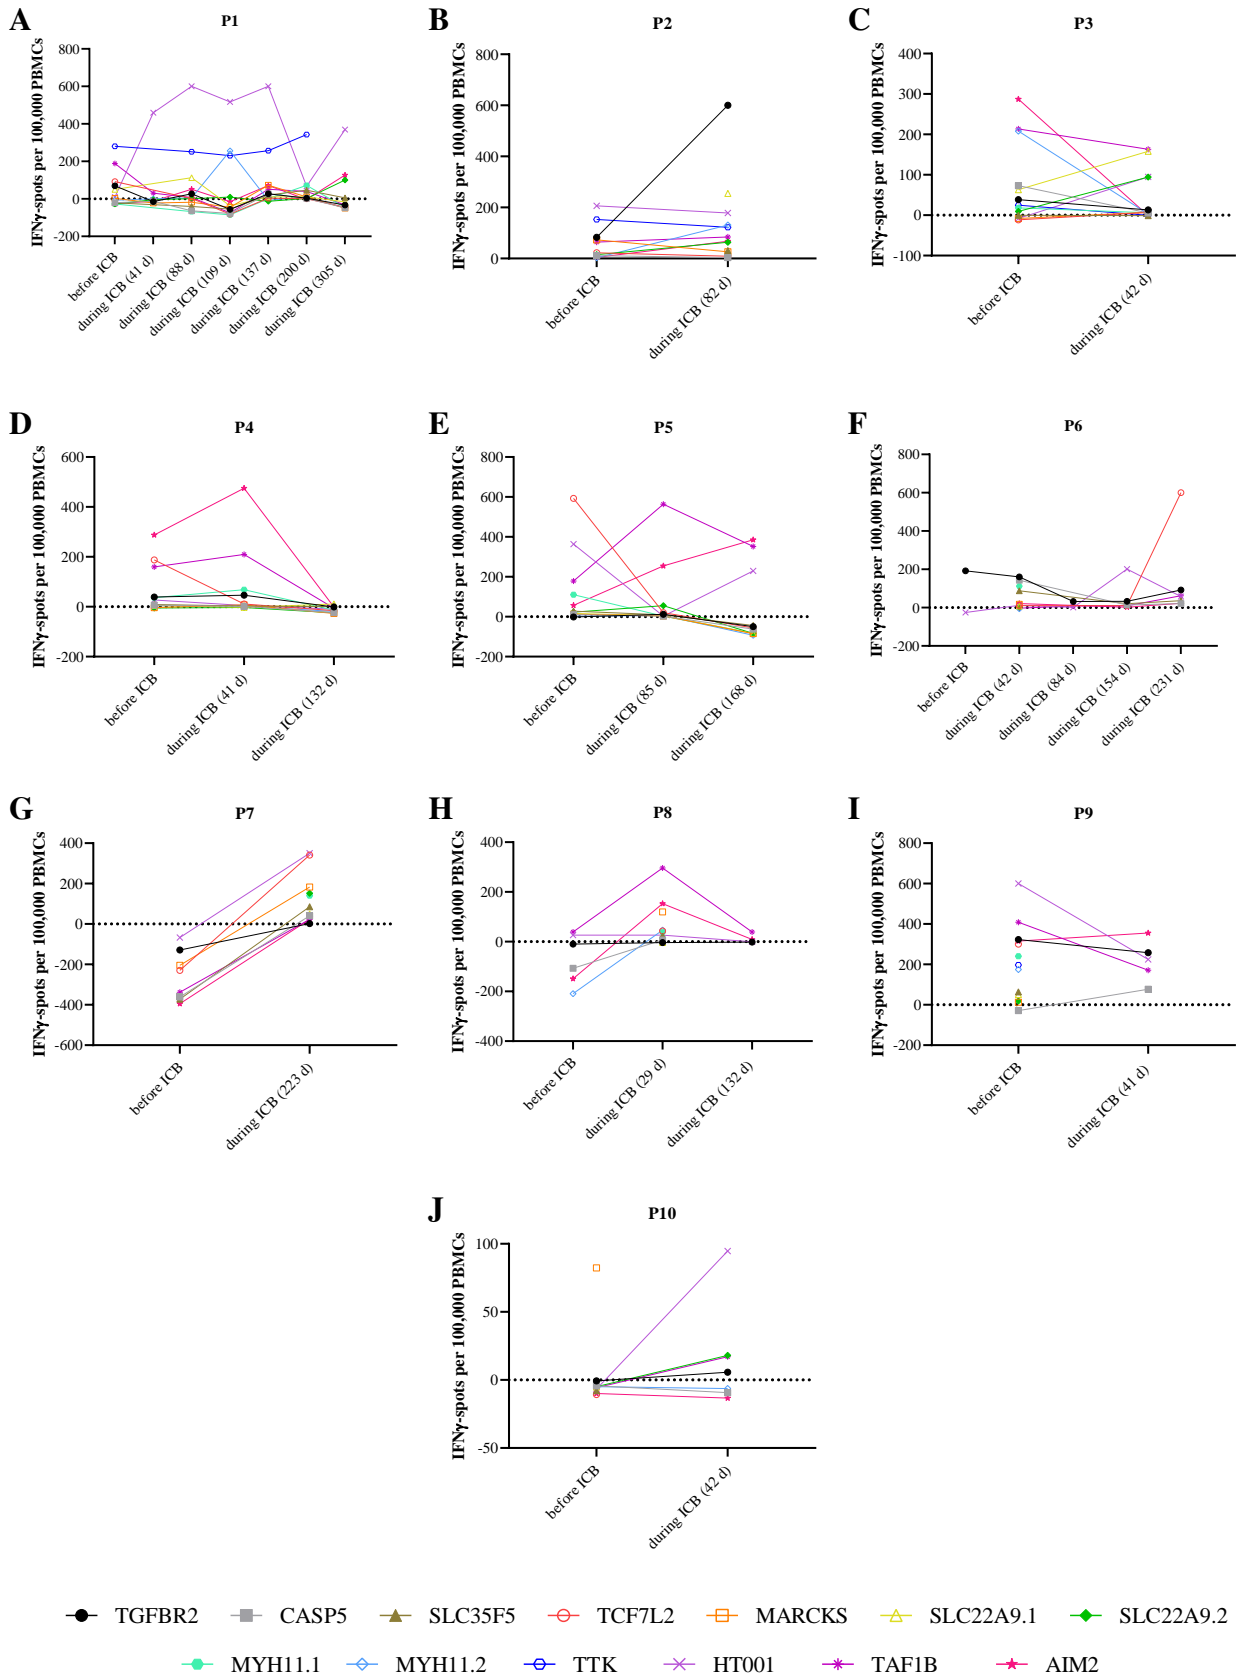 A
P1
IFNγ-spots per 100,000 PBMCs
800
600
400
200
0
-200
before ICB
during ICB (41 d)
during ICB (88 d)
during ICB (109 d)
during ICB (137 d)
during ICB (200 d)
during ICB (305 d)
B
P2
IFNγ-spots per 100,000 PBMCs
800
600
400
200
0
before ICB
during ICB (82 d)
C
P3
IFNγ-spots per 100,000 PBMCs
400
300
200
100
0
-100
before ICB
during ICB (42 d)
D
P4
IFNγ-spots per 100,000 PBMCs
600
400
200
0
-200
before ICB
during ICB (41 d)
during ICB (132 d)
E
P5
IFNγ-spots per 100,000 PBMCs
800
600
400
200
0
-200
before ICB
during ICB (85 d)
during ICB (168 d)
F
P6
IFNγ-spots per 100,000 PBMCs
800
600
400
200
0
-200
before ICB
during ICB (42 d)
during ICB (84 d)
during ICB (154 d)
during ICB (231 d)
G
P7
IFNγ-spots per 100,000 PBMCs
400
200
0
-200
-400
-600
before ICB
during ICB (223 d)
H
P8
IFNγ-spots per 100,000 PBMCs
400
200
0
-200
-400
before ICB
during ICB (29 d)
during ICB (132 d)
I
P9
IFNγ-spots per 100,000 PBMCs
800
600
400
200
0
-200
before ICB
during ICB (41 d)
J
P10
IFNγ-spots per 100,000 PBMCs
100
50
0
-50
before ICB
during ICB (42 d)
TGFBR2 CASP5 SLC35F5 TCF7L2 MARCKS SLC22A9.1 SLC22A9.2
MYH11.1 MYH11.2 TTK HT001 TAF1B AIM2